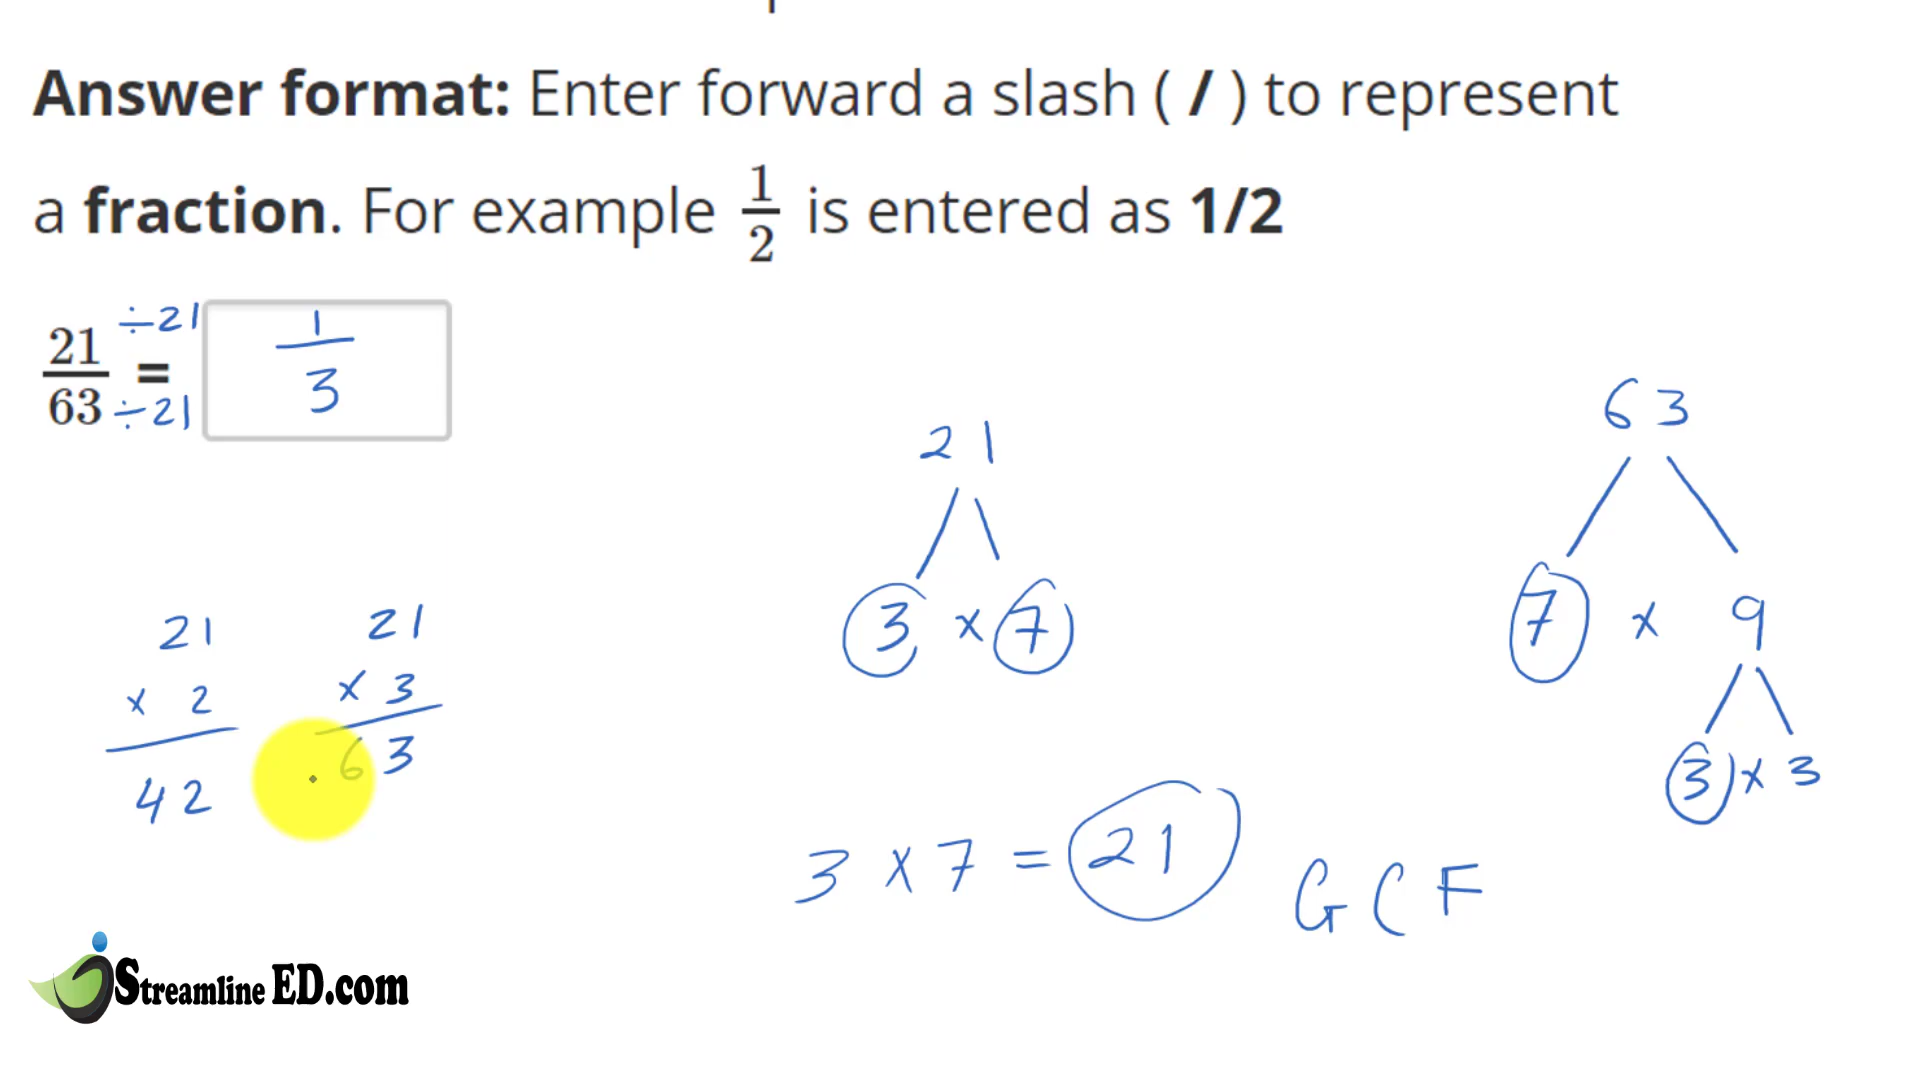 Answer format: Enter forward a slash ( / ) to represent
a fraction. For example 1/2 is entered as 1/2
21/63 ÷21 ÷21 = 1/3
21
3 × 7
63
7 × 9
3 × 3
21
× 2
42
21
× 3
63
3 × 7 = 21 GCF
StreamlineED.com